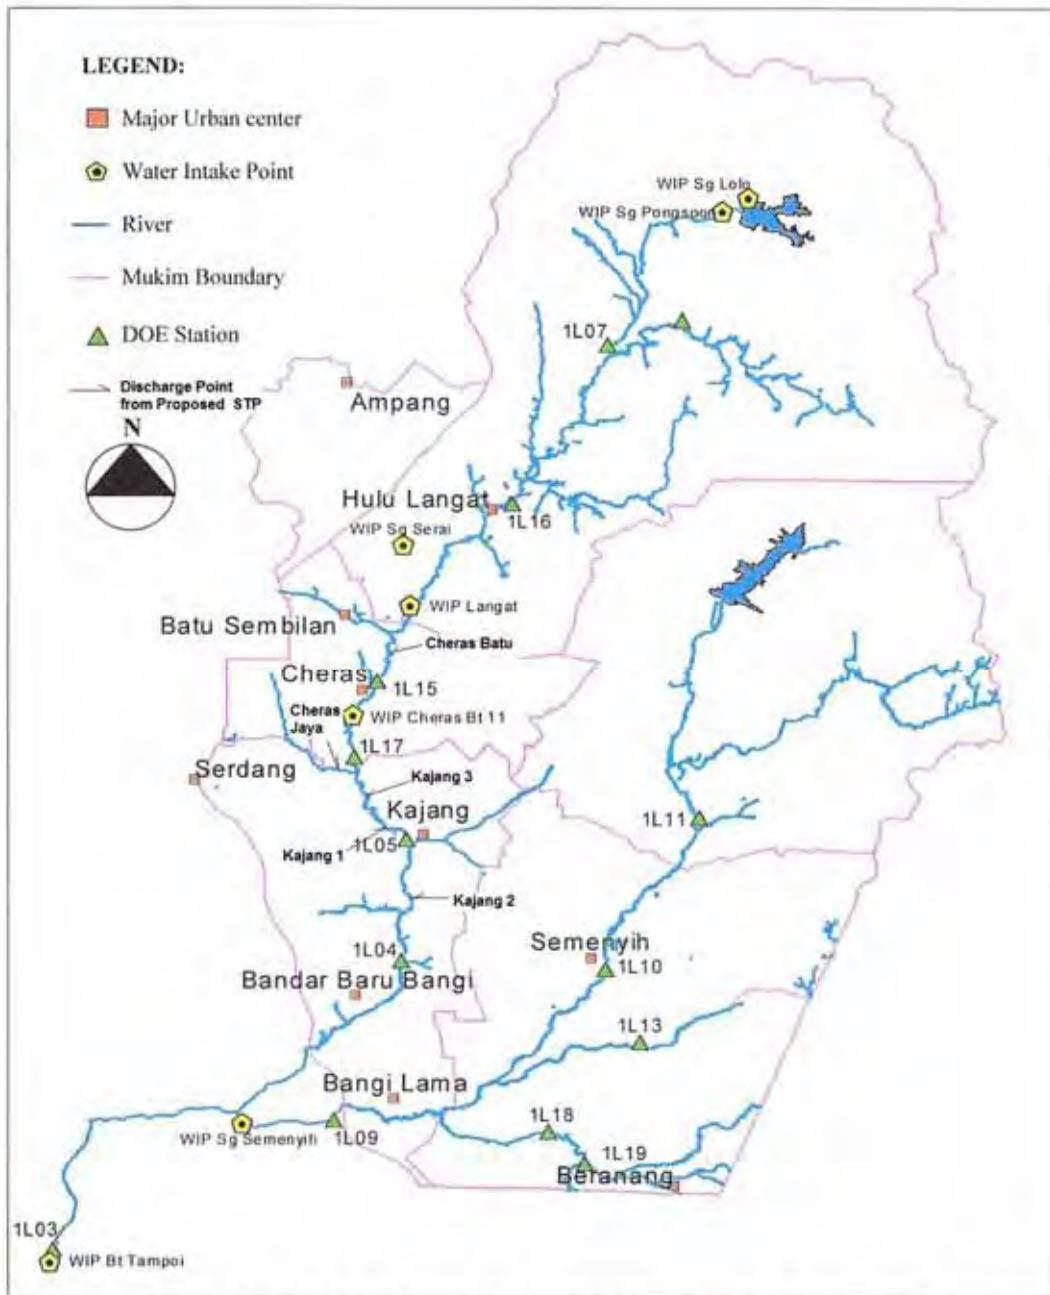 LEGEND:
Major Urban center
Water Intake Point
River
Mukim Boundary
DOE Station
Discharge Point
from Proposed STP
N
WIP Sg Lolo
WIP Sg Pongsoon
1L07
Ampang
Hulu Langat
1L16
WIP Sg Serai
WIP Langat
Batu Sembilan
Cheras Batu
Cheras
1L15
Cheras
Jaya
WIP Cheras Bt 11
1L17
Serdang
Kajang 3
Kajang
1L11
Kajang 1
1L05
Kajang 2
Semenyih
1L04
1L10
Bandar Baru Bangi
1L13
Bangi Lama
1L18
WIP Sg Semenyih
1L09
1L19
Beranang
1L03
WIP Bt Tampoi